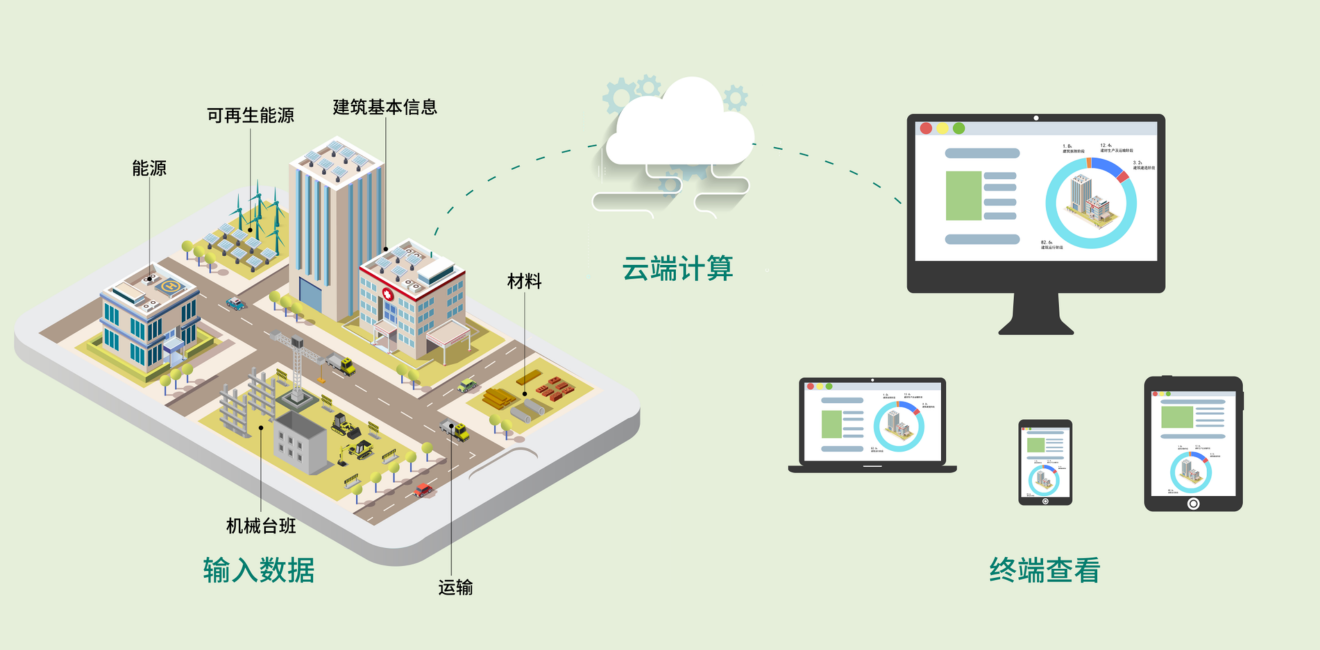 可再生能源
建筑基本信息
能源
材料
机械台班
运输
输入数据
云端计算
1.8%
建筑拆除阶段
12.4%
建材生产及运输阶段
3.3%
建筑建造阶段
82.6%
建筑运行阶段
终端查看